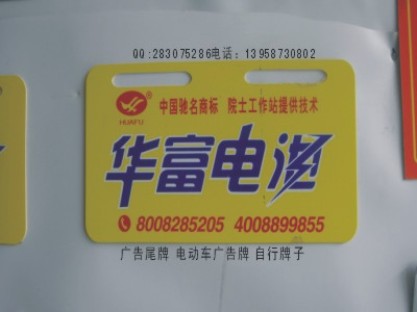 QQ:283075286电话：13958730802
中国驰名商标 院士工作站提供技术
HUAFU
华富电池
8008285205 4008899855
广告尾牌 电动车广告牌 自行牌子